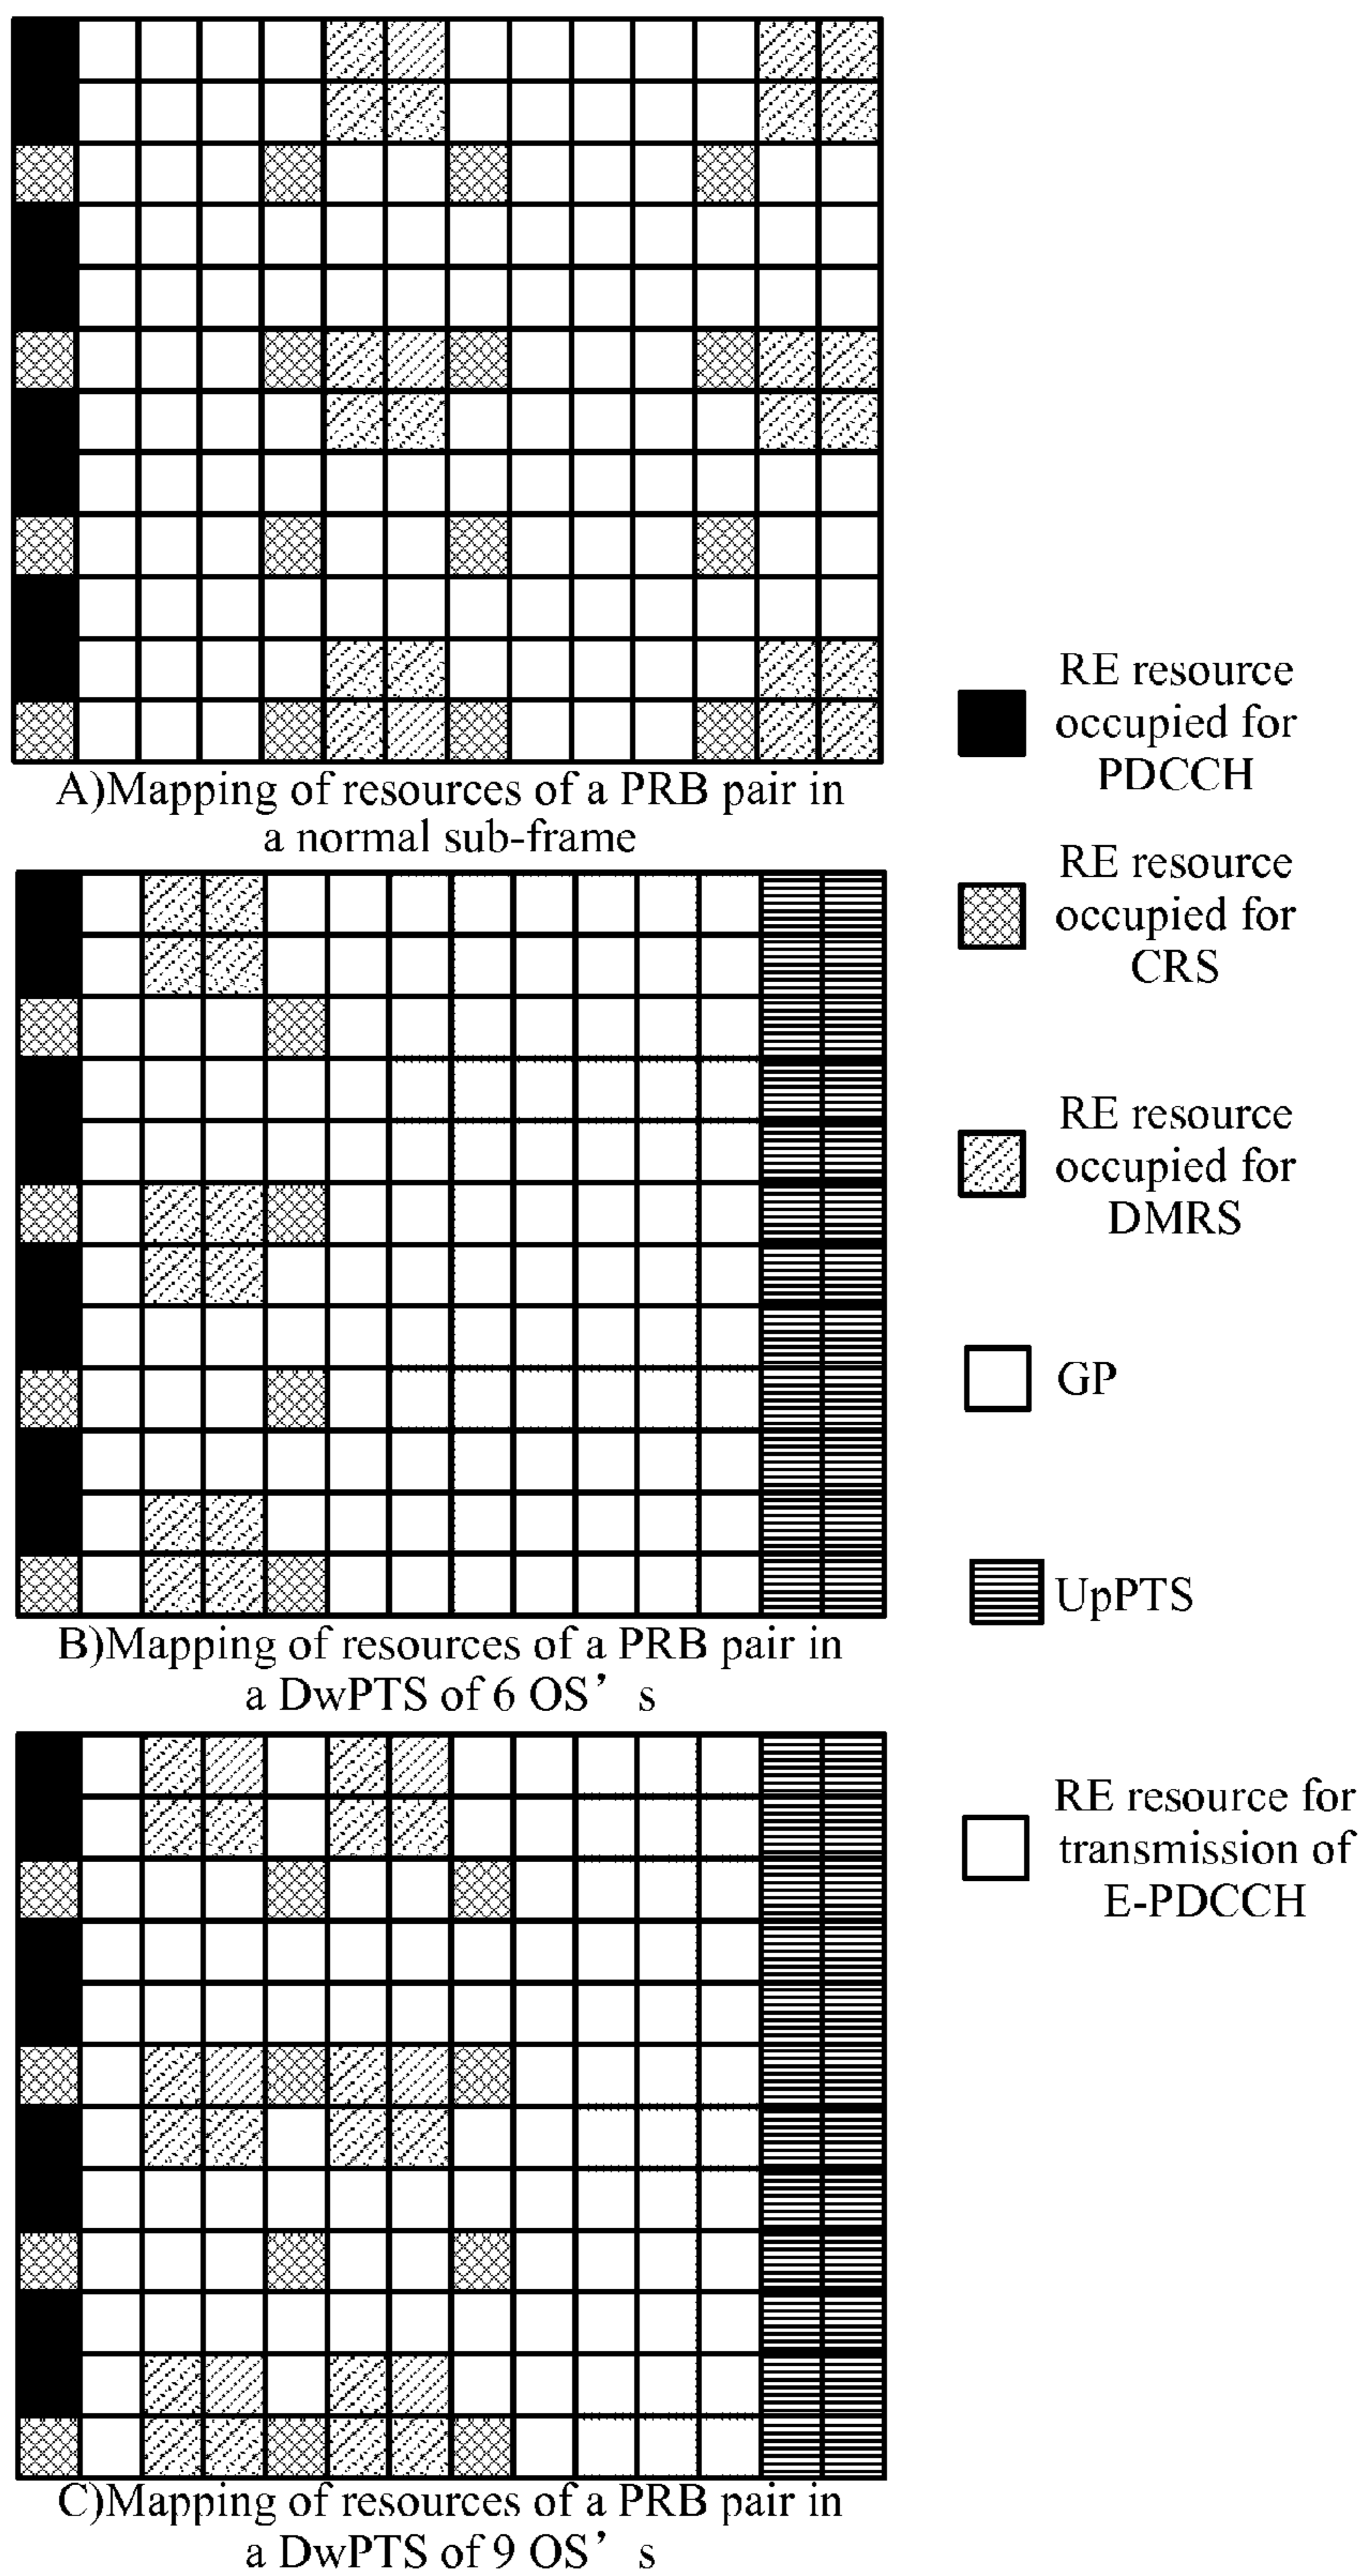 A)Mapping of resources of a PRB pair in
a normal sub-frame
RE resource
occupied for
PDCCH
RE resource
occupied for
CRS
RE resource
occupied for
DMRS
GP
UpPTS
B)Mapping of resources of a PRB pair in
a DwPTS of 6 OS’ s
RE resource for
transmission of
E-PDCCH
C)Mapping of resources of a PRB pair in
a DwPTS of 9 OS’ s